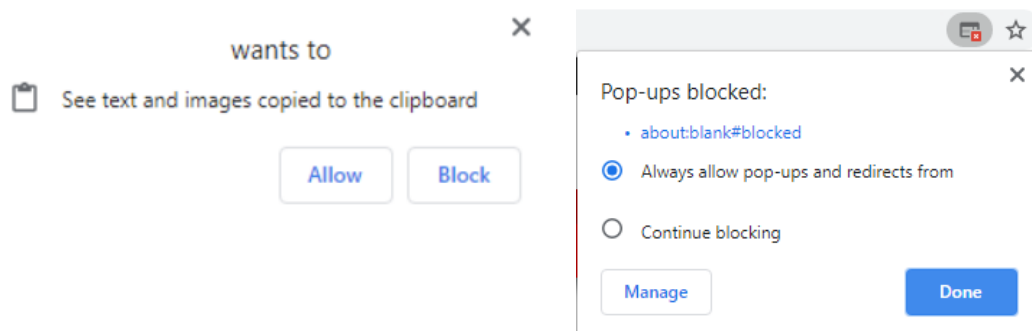 wants to
See text and images copied to the clipboard
Allow
Block
Pop-ups blocked:
• about:blank#blocked
Always allow pop-ups and redirects from
Continue blocking
Manage
Done